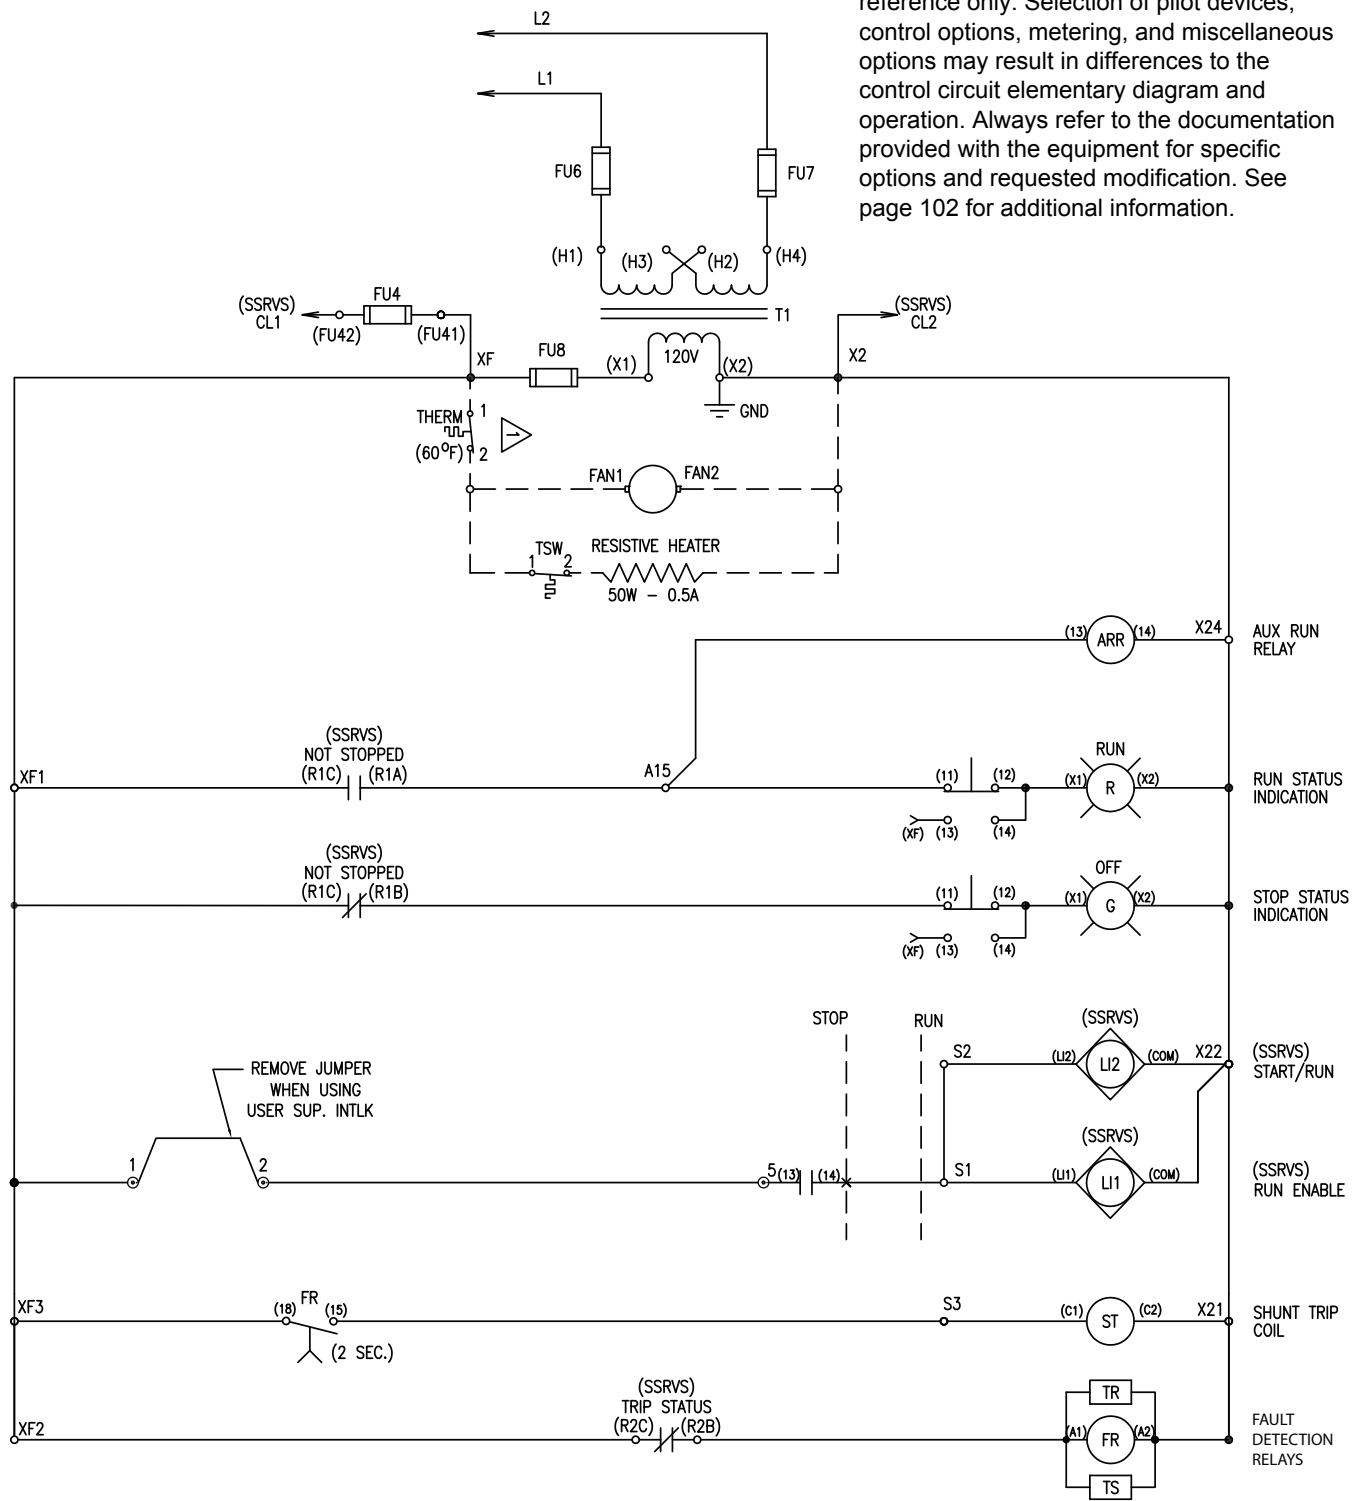 reference only. Selection of pilot devices,
control options, metering, and miscellaneous
options may result in differences to the
control circuit elementary diagram and
operation. Always refer to the documentation
provided with the equipment for specific
options and requested modification. See
page 102 for additional information.
L2
L1
FU6
FU7
(H1)
(H3)
(H2)
(H4)
T1
(SSRVS)
CL1
FU4
(FU42)
(FU41)
(SSRVS)
CL2
XF
FU8
(X1)
120V
(X2)
X2
GND
THERM
1
(60°F)
2
1
FAN1
FAN2
TSW
1
2
RESISTIVE HEATER
50W – 0.5A
(13)
ARR
(14)
X24
AUX RUN
RELAY
(SSRVS)
NOT STOPPED
(R1C)
(R1A)
XF1
A15
(11)
(12)
RUN
(X1)
R
(X2)
RUN STATUS
INDICATION
(XF)
(13)
(14)
(SSRVS)
NOT STOPPED
(R1C)
(R1B)
(11)
(12)
OFF
(X1)
G
(X2)
STOP STATUS
INDICATION
(XF)
(13)
(14)
STOP
RUN
(SSRVS)
S2
(LI2)
LI2
(COM)
X22
(SSRVS)
START/RUN
REMOVE JUMPER
WHEN USING
USER SUP. INTLK
1
2
5
(13)
(14)
S1
(SSRVS)
(LI1)
LI1
(COM)
(SSRVS)
RUN ENABLE
XF3
(18)
FR
(15)
(2 SEC.)
S3
(C1)
ST
(C2)
X21
SHUNT TRIP
COIL
XF2
(SSRVS)
TRIP STATUS
(R2C)
(R2B)
TR
(A1)
FR
(A2)
TS
FAULT
DETECTION
RELAYS